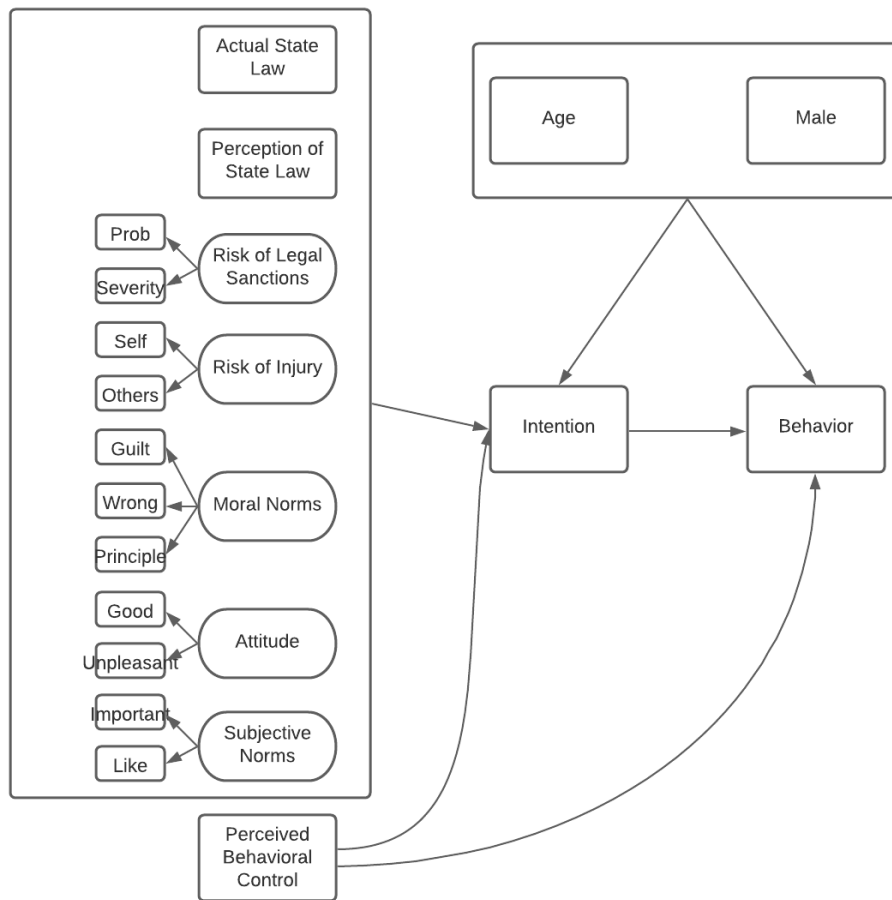 Actual State
Law
Age
Male
Perception of
State Law
Prob
Severity
Risk of Legal
Sanctions
Self
Others
Risk of Injury
Guilt
Wrong
Principle
Moral Norms
Intention
Behavior
Good
Unpleasant
Attitude
Important
Like
Subjective
Norms
Perceived
Behavioral
Control